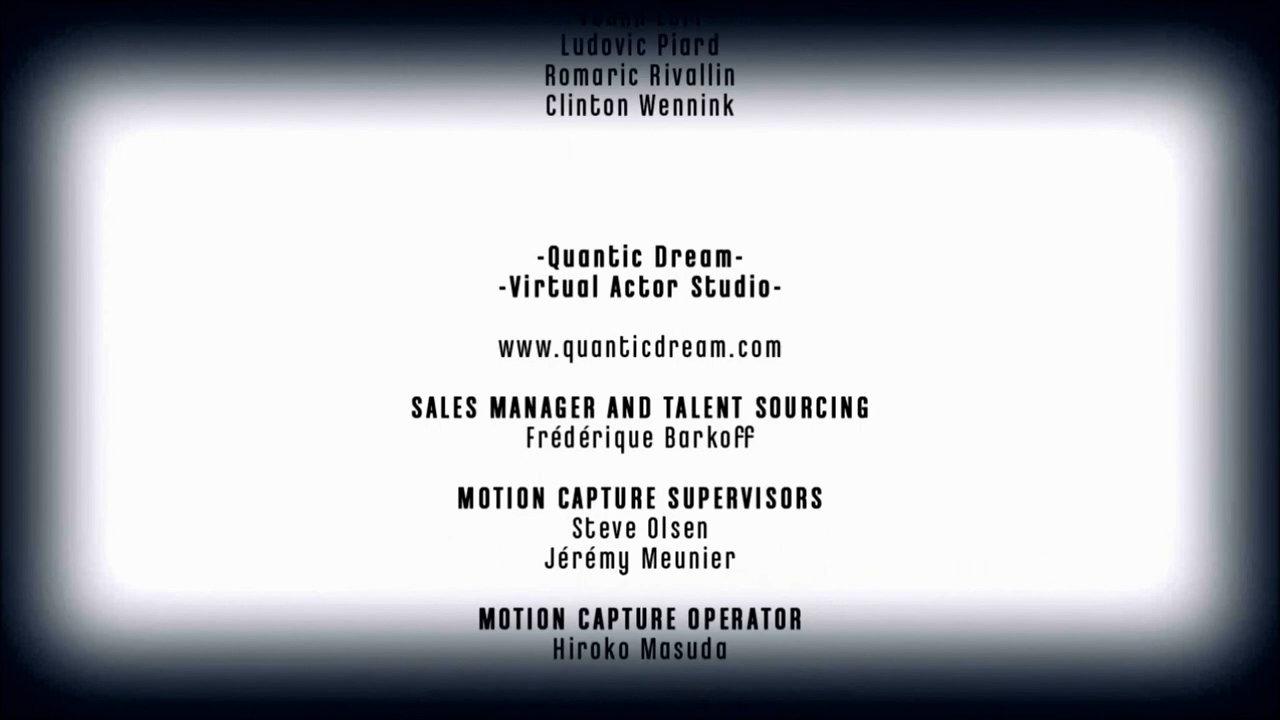 Ludovic Piard
Romaric Rivallin
Clinton Wennink
-Quantic Dream-
-Virtual Actor Studio-
www.quanticdream.com
SALES MANAGER AND TALENT SOURCING
Frédérique Barkoff
MOTION CAPTURE SUPERVISORS
Steve Olsen
Jérémy Meunier
MOTION CAPTURE OPERATOR
Hiroko Masuda